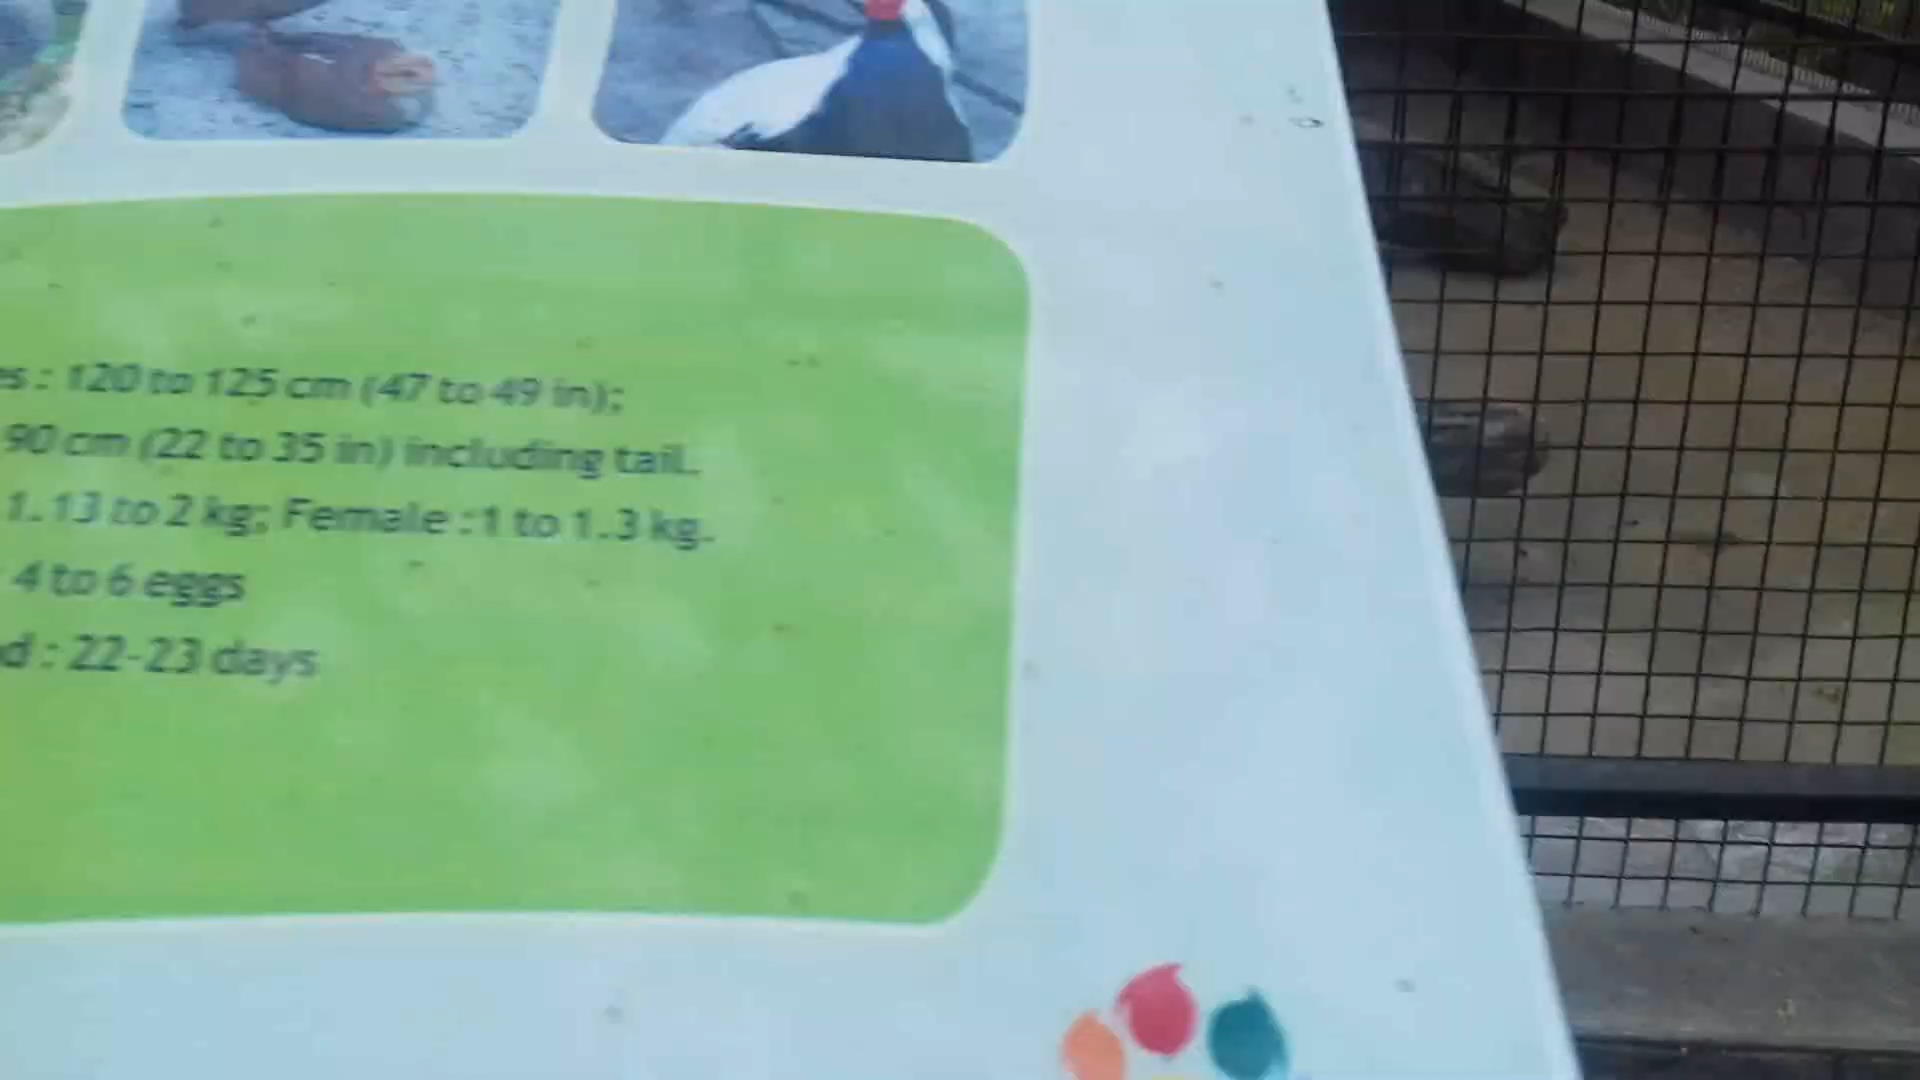 es : 120 to 125 cm (47 to 49 in);
90 cm (22 to 35 in) including tail.
1.13 to 2 kg; Female : 1 to 1.3 kg.
: 4 to 6 eggs
d : 22-23 days